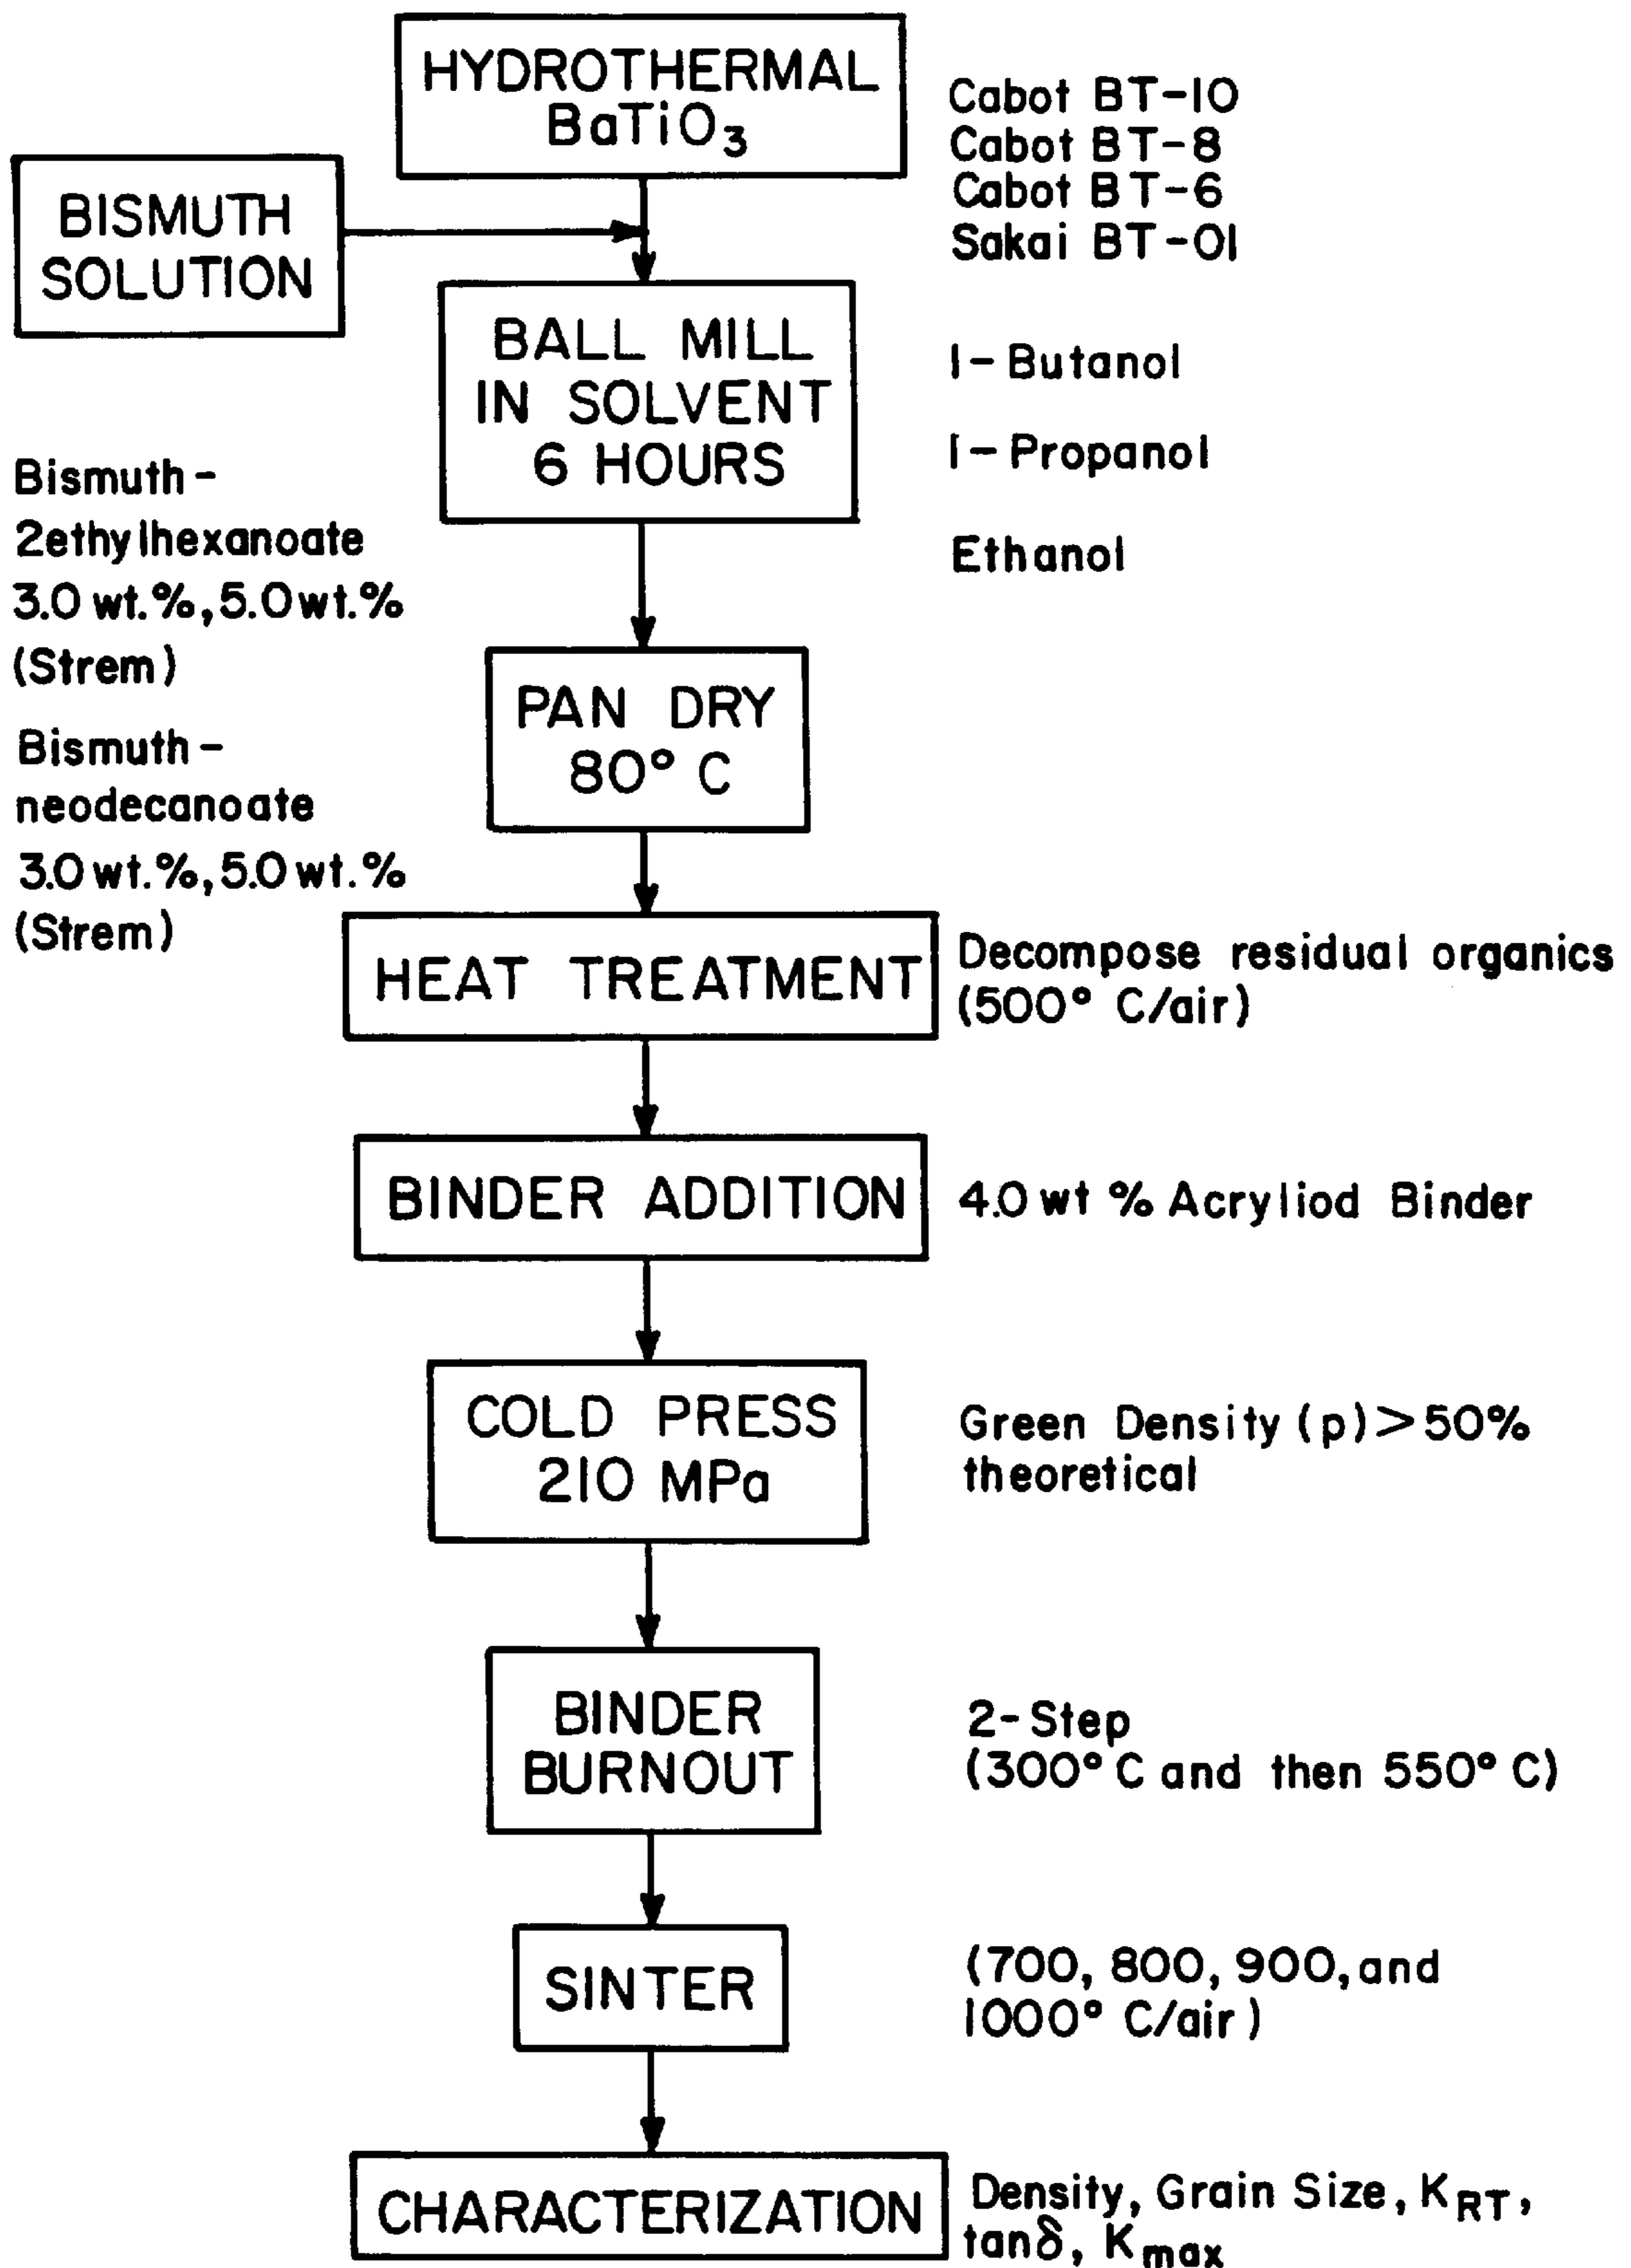 HYDROTHERMAL
BaTiO₃
Cabot BT-10
Cabot BT-8
Cabot BT-6
Sakai BT-01
BISMUTH
SOLUTION
BALL MILL
IN SOLVENT
6 HOURS
1-Butanol
1-Propanol
Ethanol
Bismuth-
2ethylhexanoate
3.0 wt.%, 5.0 wt.%
(Strem)
Bismuth-
neodecanoate
3.0 wt.%, 5.0 wt.%
(Strem)
PAN DRY
80° C
HEAT TREATMENT
Decompose residual organics
(500° C/air)
BINDER ADDITION
4.0 wt % Acryliod Binder
COLD PRESS
210 MPa
Green Density (p) > 50%
theoretical
BINDER
BURNOUT
2-Step
(300° C and then 550° C)
SINTER
(700, 800, 900, and
1000° C/air)
CHARACTERIZATION
Density, Grain Size, K_RT,
tanδ, K_max